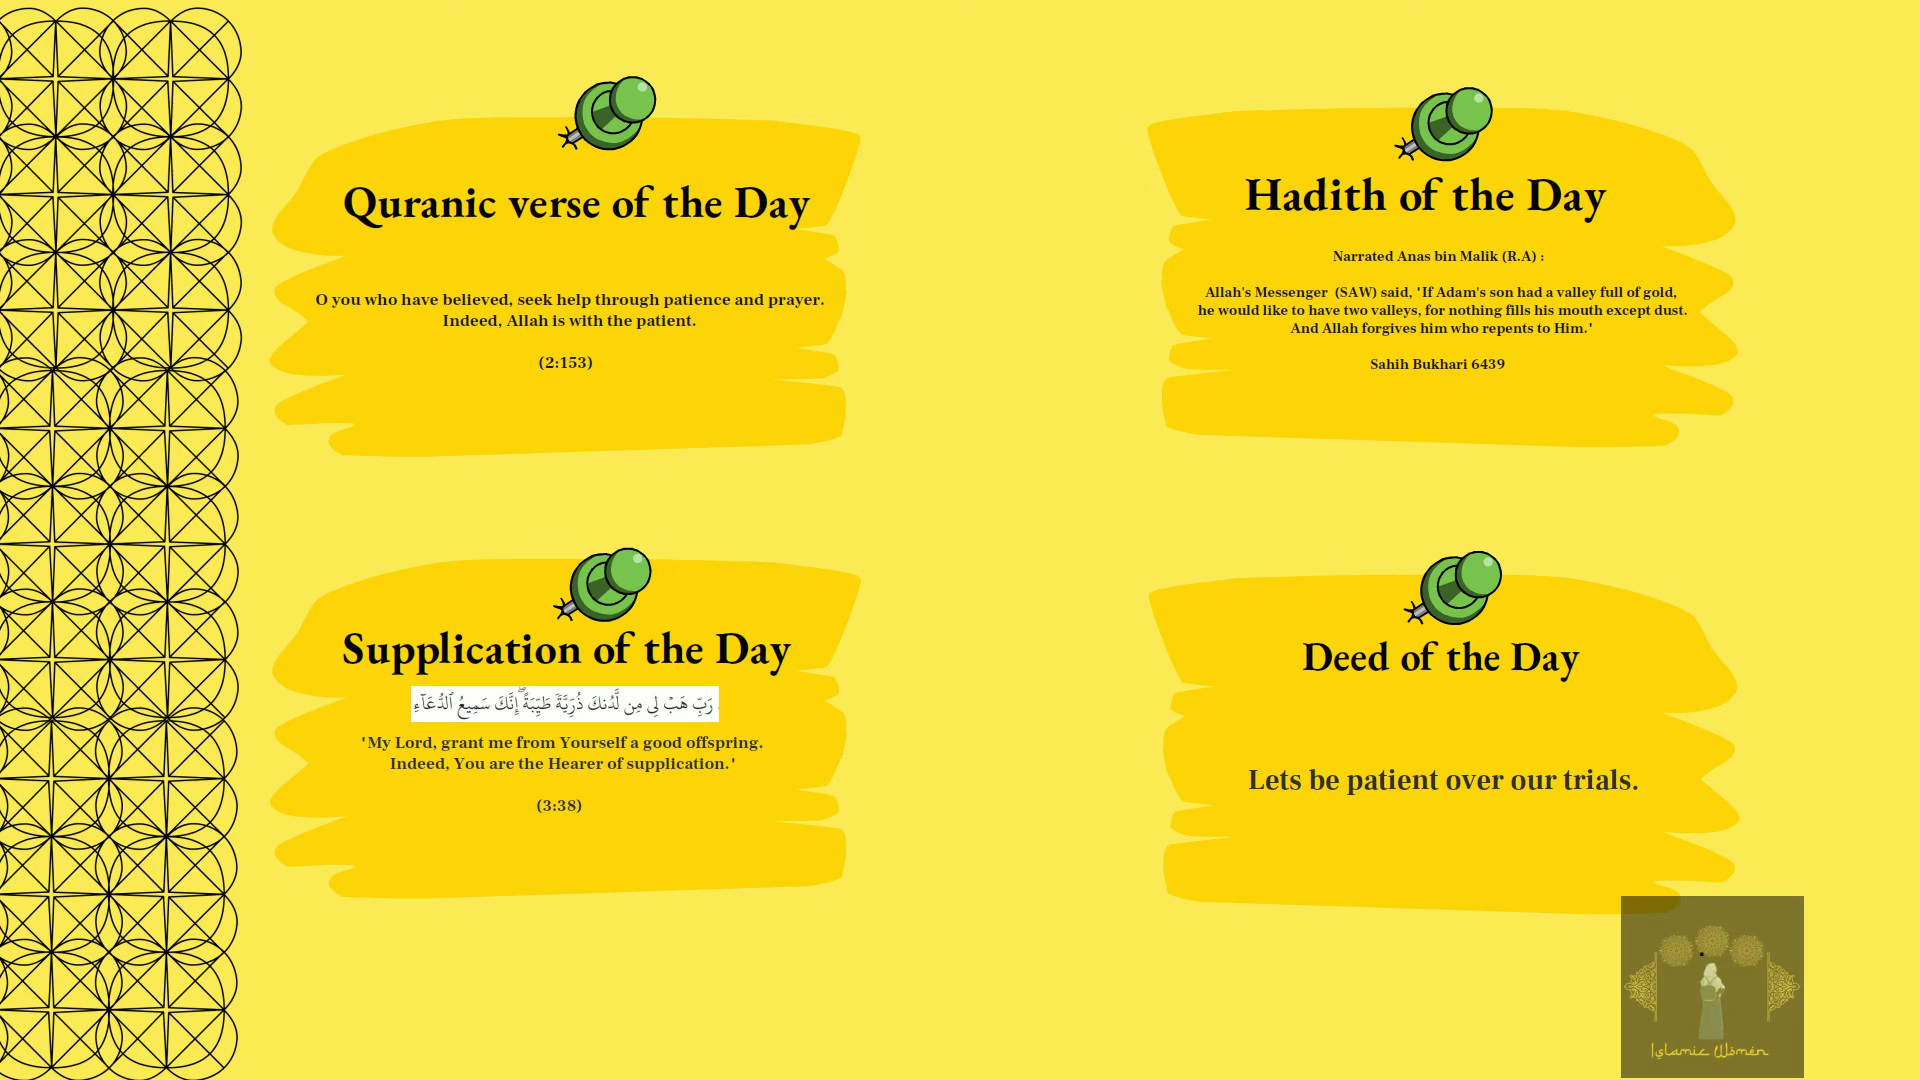 Quranic verse of the Day
O you who have believed, seek help through patience and prayer.
Indeed, Allah is with the patient.
(2:153)
Hadith of the Day
Narrated Anas bin Malik (R.A) :
Allah's Messenger (SAW) said, 'If Adam's son had a valley full of gold,
he would like to have two valleys, for nothing fills his mouth except dust.
And Allah forgives him who repents to Him.'
Sahih Bukhari 6439
Supplication of the Day
رَبِّ هَبْ لِى مِن لَّدُنكَ ذُرِّيَّةً طَيِّبَةً ۖ إِنَّكَ سَمِيعُ ٱلدُّعَآءِ
'My Lord, grant me from Yourself a good offspring.
Indeed, You are the Hearer of supplication.'
(3:38)
Deed of the Day
Lets be patient over our trials.
Islamic Women